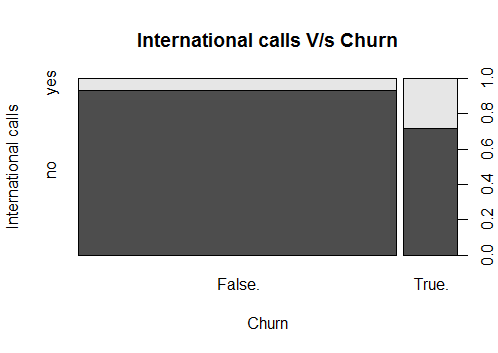 International calls V/s Churn
International calls
yes
no
1.0
0.8
0.6
0.4
0.2
0.0
False.
True.
Churn